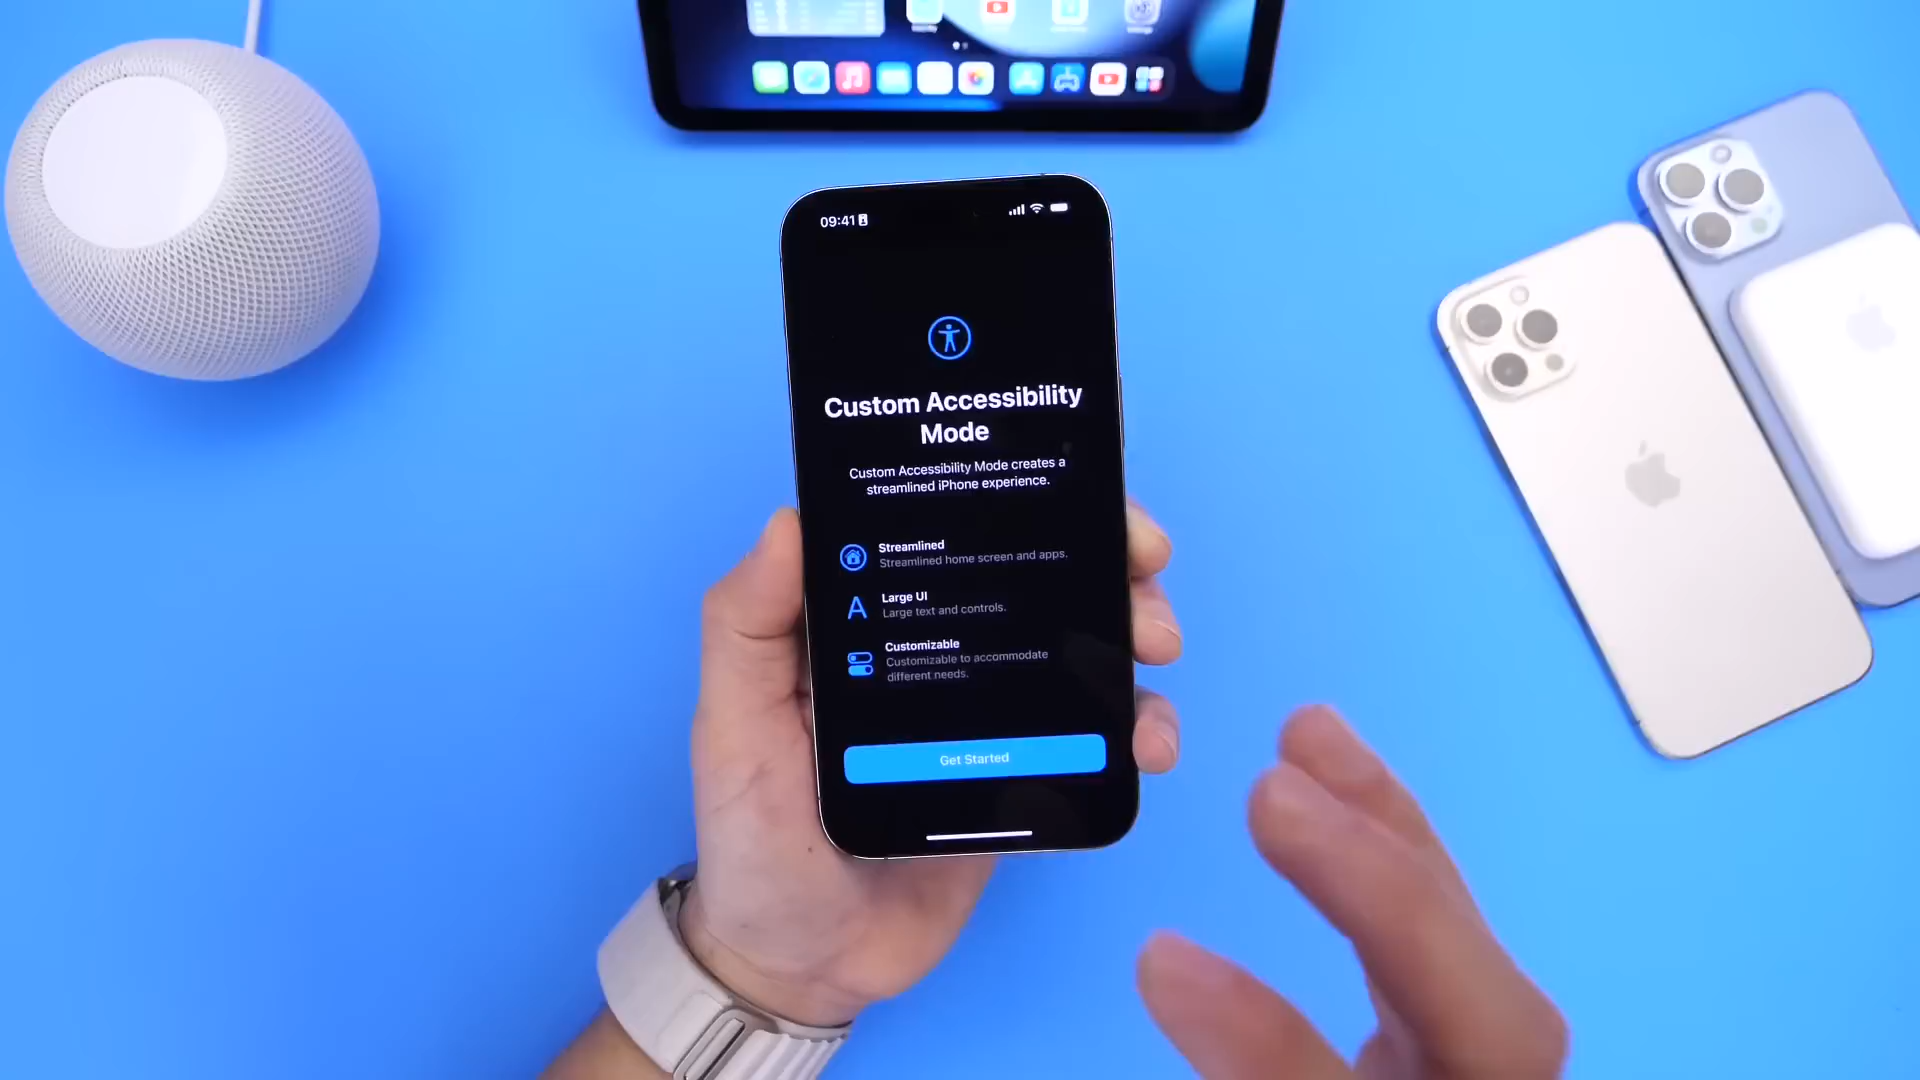 09:41
Custom Accessibility
Mode
Custom Accessibility Mode creates a
streamlined iPhone experience.
Streamlined
Streamlined home screen and apps.
A
Large UI
Large text and controls.
Customizable
Customizable to accommodate
different needs.
Get Started